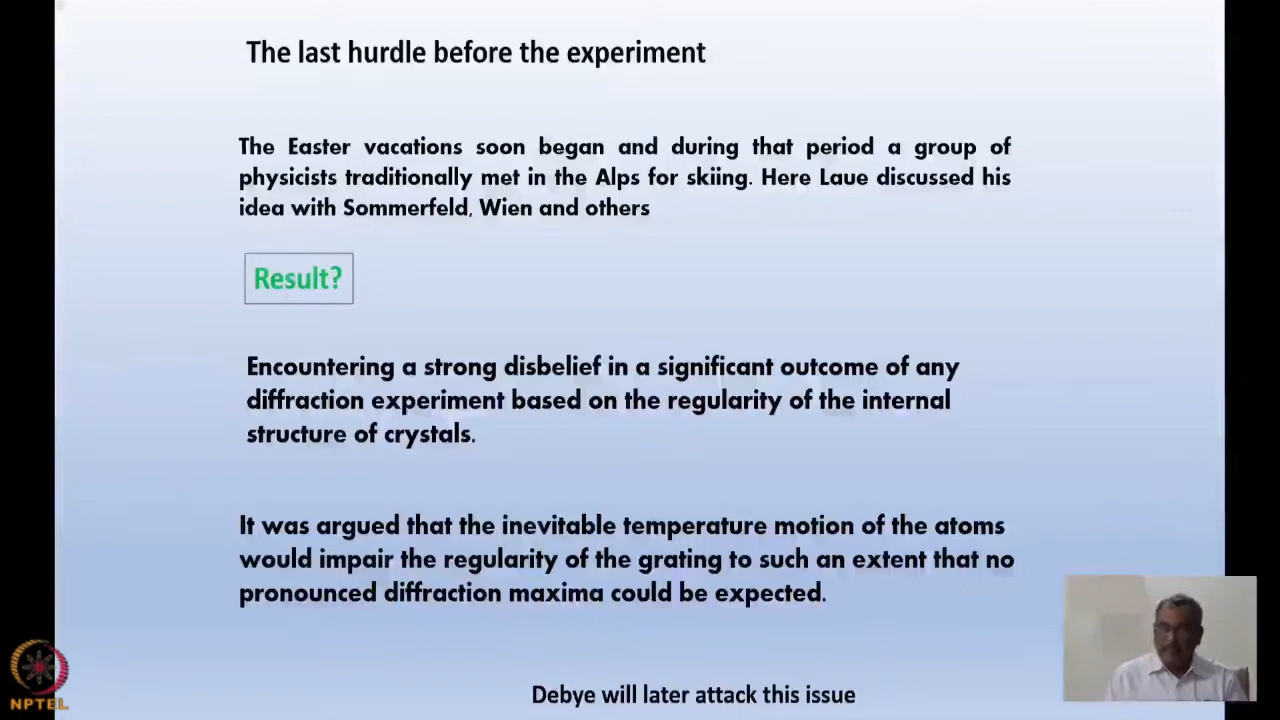 The last hurdle before the experiment
The Easter vacations soon began and during that period a group of
physicists traditionally met in the Alps for skiing. Here Laue discussed his
idea with Sommerfeld, Wien and others
Result?
Encountering a strong disbelief in a significant outcome of any
diffraction experiment based on the regularity of the internal
structure of crystals.
It was argued that the inevitable temperature motion of the atoms
would impair the regularity of the grating to such an extent that no
pronounced diffraction maxima could be expected.
NPTEL
Debye will later attack this issue